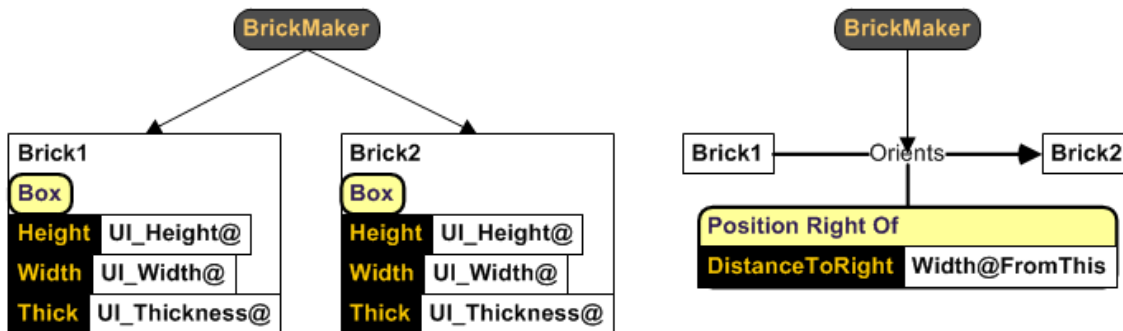 BrickMaker
Brick1
Box
Height UI_Height@
Width UI_Width@
Thick UI_Thickness@
Brick2
Box
Height UI_Height@
Width UI_Width@
Thick UI_Thickness@
BrickMaker
Brick1 Orients Brick2
Position Right Of
DistanceToRight Width@FromThis